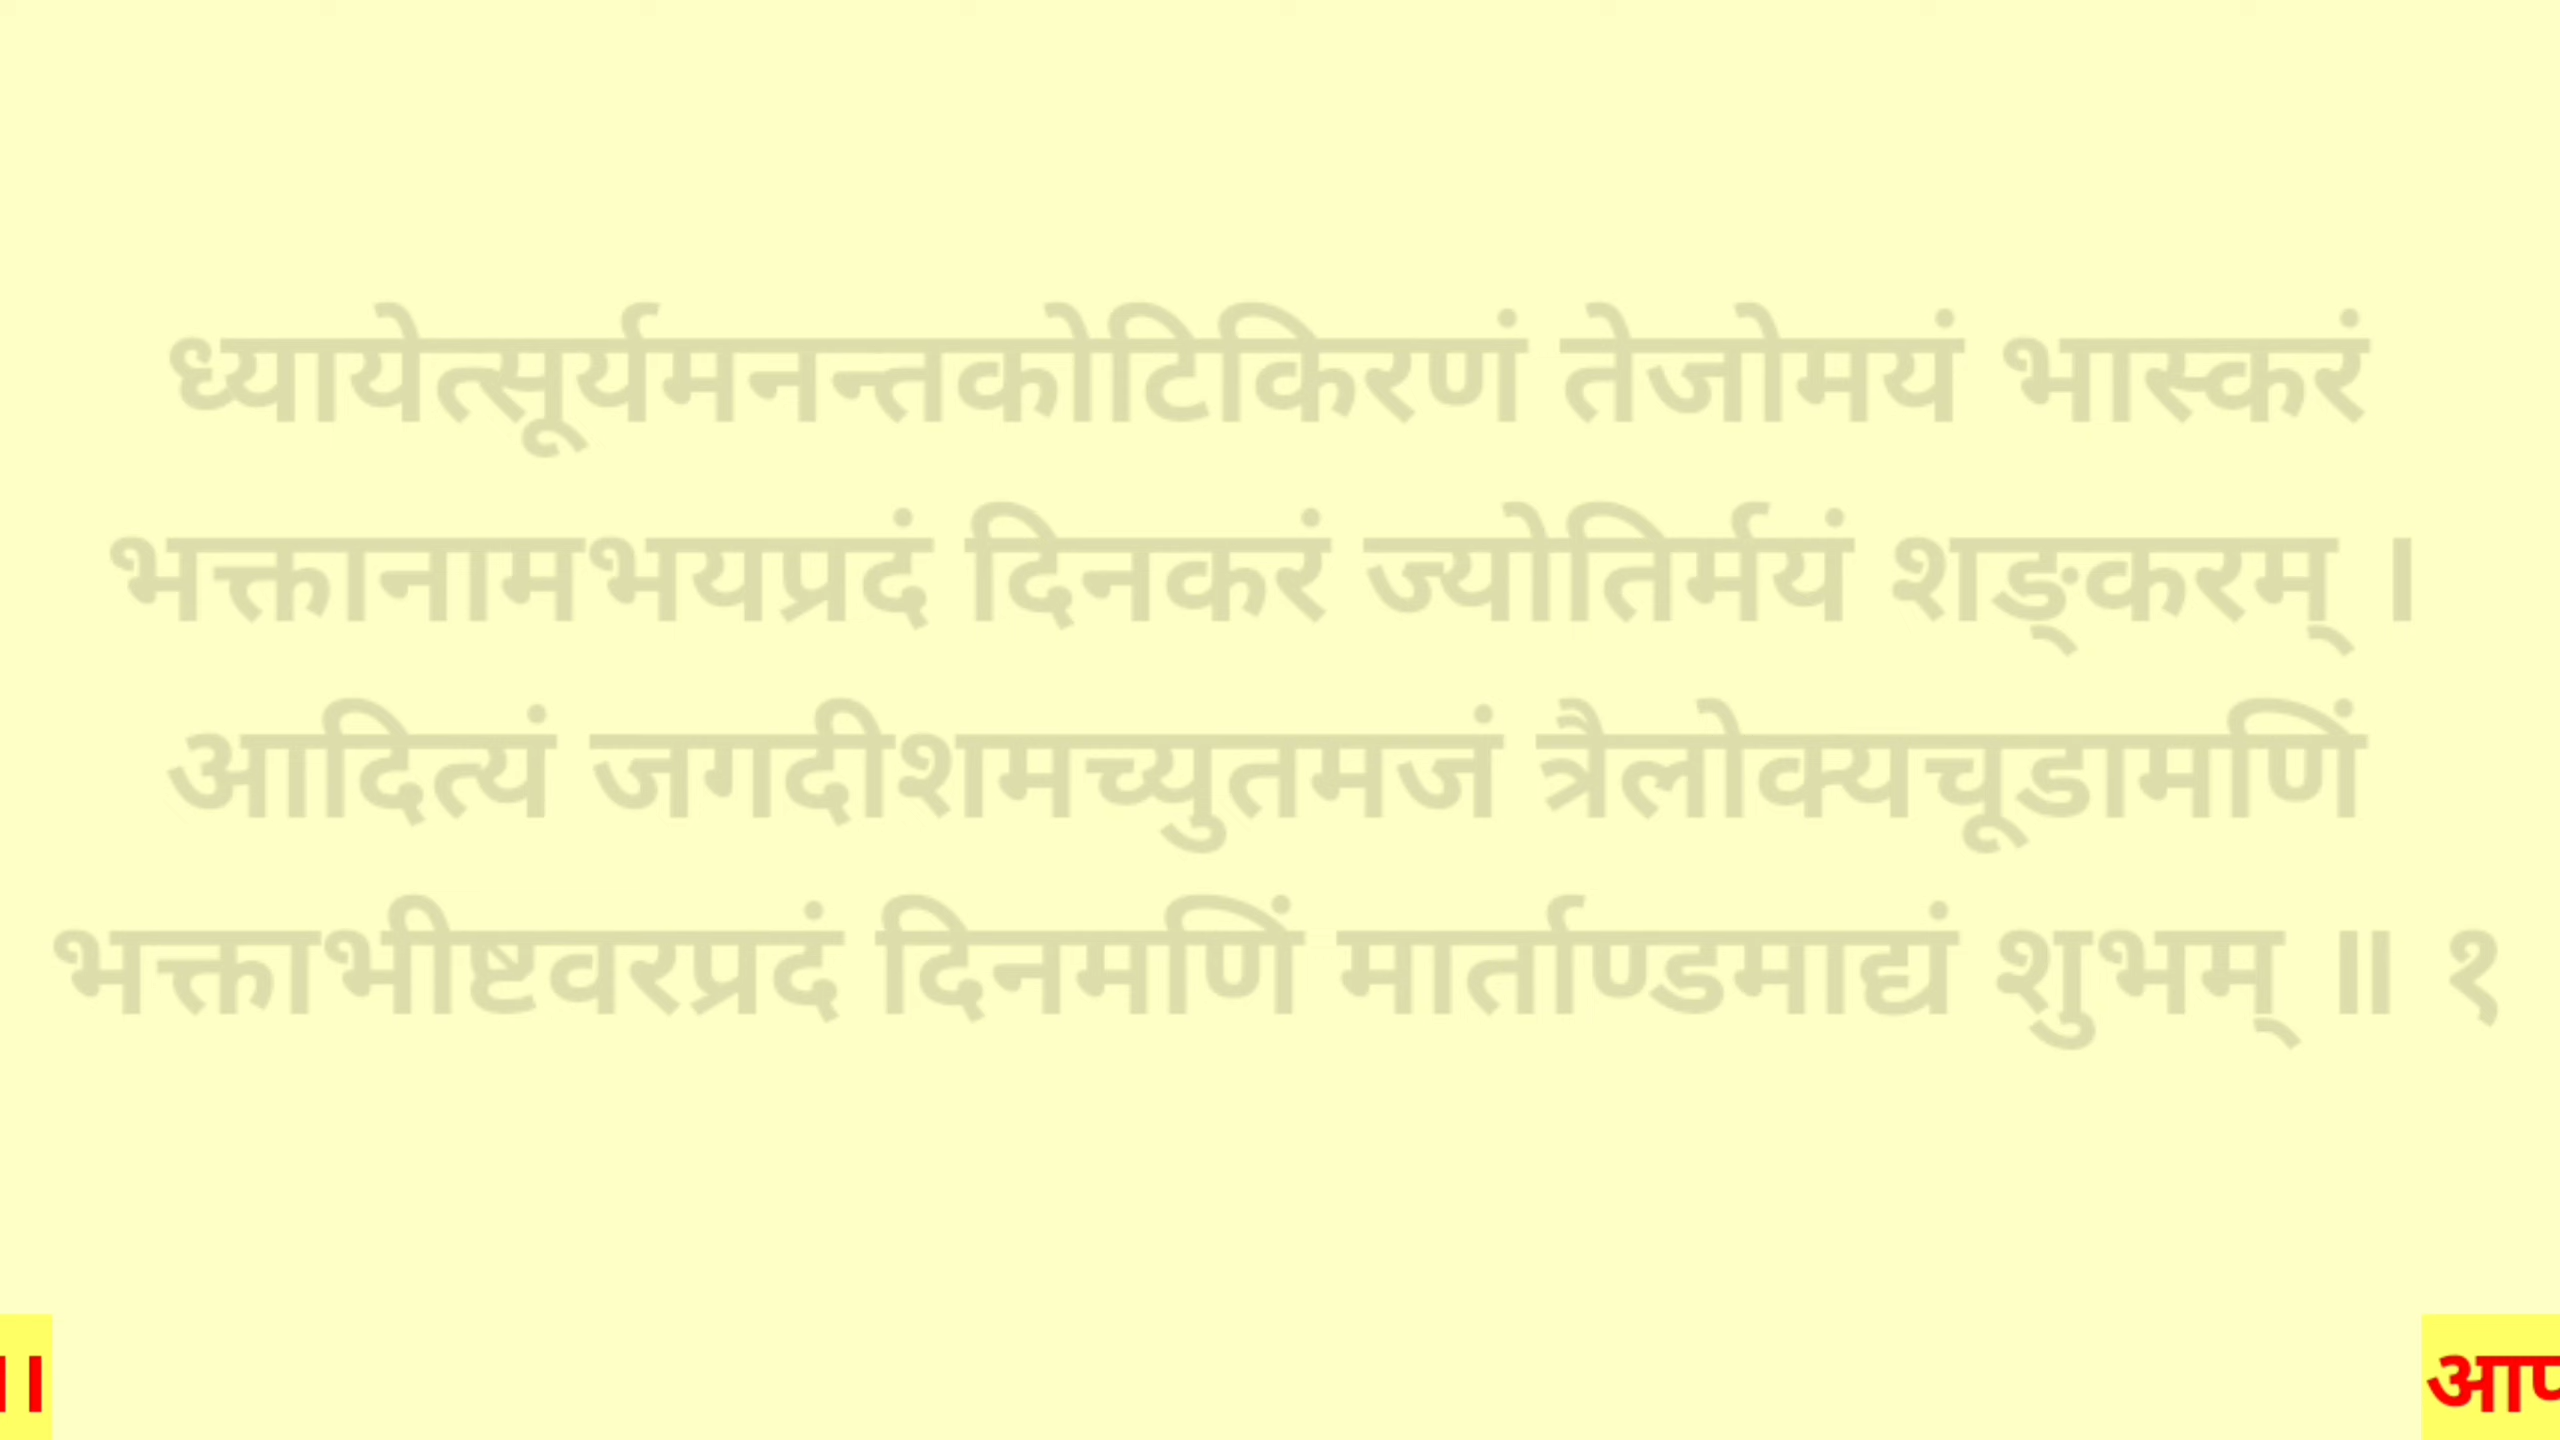 ध्यायेत्सूर्यमनन्तकोटिकिरणं तेजोमयं भास्करं
भक्तानामभयप्रदं दिनकरं ज्योतिर्मयं शङ्करम् ।
आदित्यं जगदीशमच्युतमजं त्रैलोक्यचूडामणिं
भक्ताभीष्टवरप्रदं दिनमणिं मार्ताण्डमाद्यं शुभम् ॥ १
।।